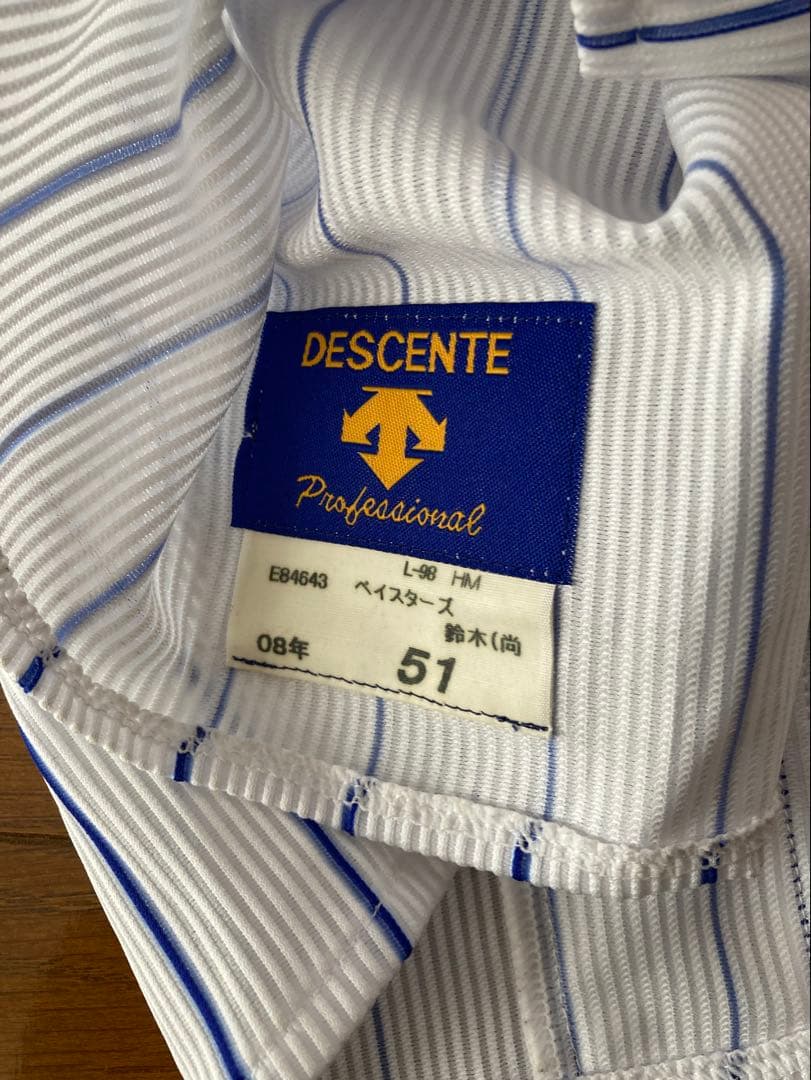 DESCENTE
Professional
L-98 HM
E84643 ベイスターズ
鈴木(尚
08年 51